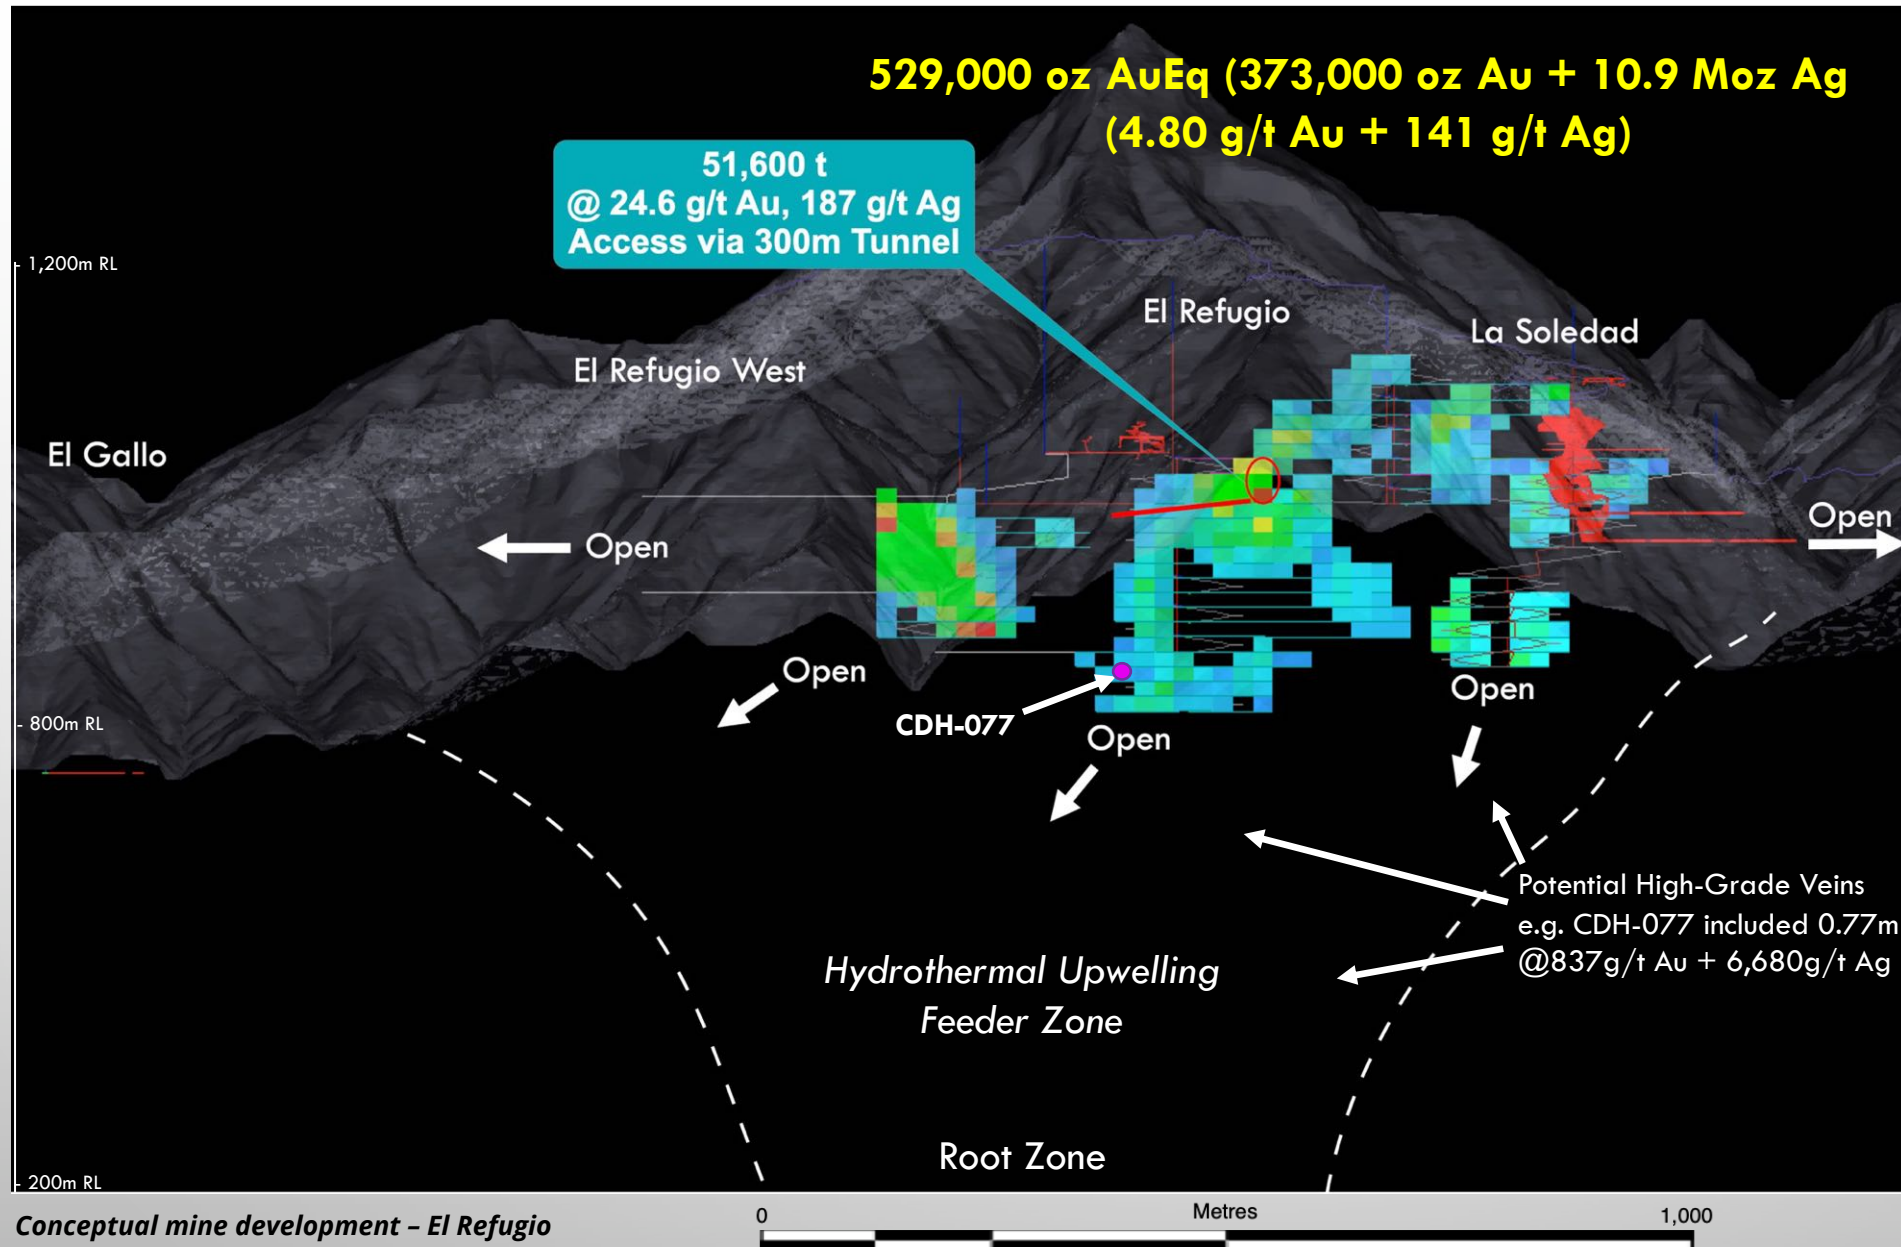 529,000 oz AuEq (373,000 oz Au + 10.9 Moz Ag
(4.80 g/t Au + 141 g/t Ag)
51,600 t
@ 24.6 g/t Au, 187 g/t Ag
Access via 300m Tunnel
1,200m RL
El Refugio
La Soledad
El Refugio West
El Gallo
Open
Open
Open
Open
CDH-077
- 800m RL
Open
Potential High-Grade Veins
e.g. CDH-077 included 0.77m
@837g/t Au + 6,680g/t Ag
Hydrothermal Upwelling
Feeder Zone
Root Zone
200m RL
Conceptual mine development – El Refugio
0
Metres
1,000